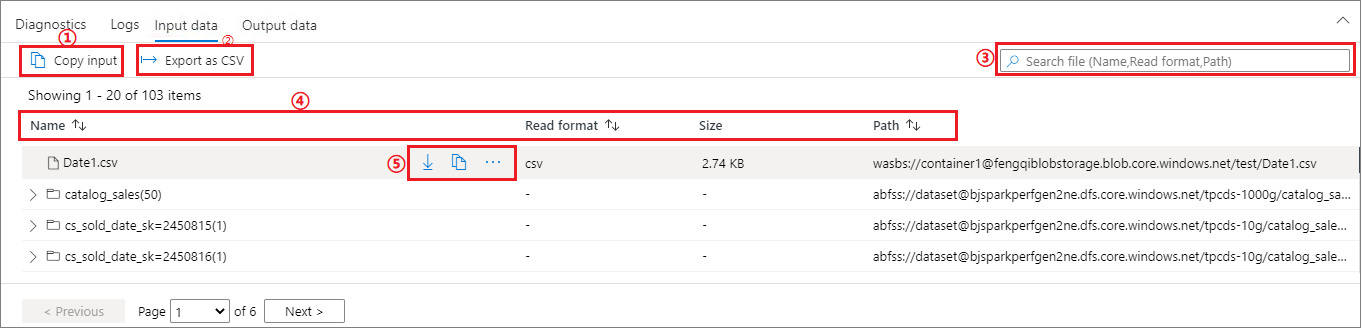 Diagnostics Logs Input data Output data
① ②
Copy input Export as CSV ③ Search file (Name,Read format,Path)
Showing 1 - 20 of 103 items ④
Name Read format Size Path
Date1.csv ⑤ ... csv 2.74 KB wasbs://container1@fengqiblobstorage.blob.core.windows.net/test/Date1.csv
catalog_sales(50) - - abfss://dataset@bjsparkperfgen2ne.dfs.core.windows.net/tpcds-1000g/catalog_sa...
cs_sold_date_sk=2450815(1) - - abfss://dataset@bjsparkperfgen2ne.dfs.core.windows.net/tpcds-10g/catalog_sale...
cs_sold_date_sk=2450816(1) - - abfss://dataset@bjsparkperfgen2ne.dfs.core.windows.net/tpcds-10g/catalog_sale...
< Previous Page 1 of 6 Next >